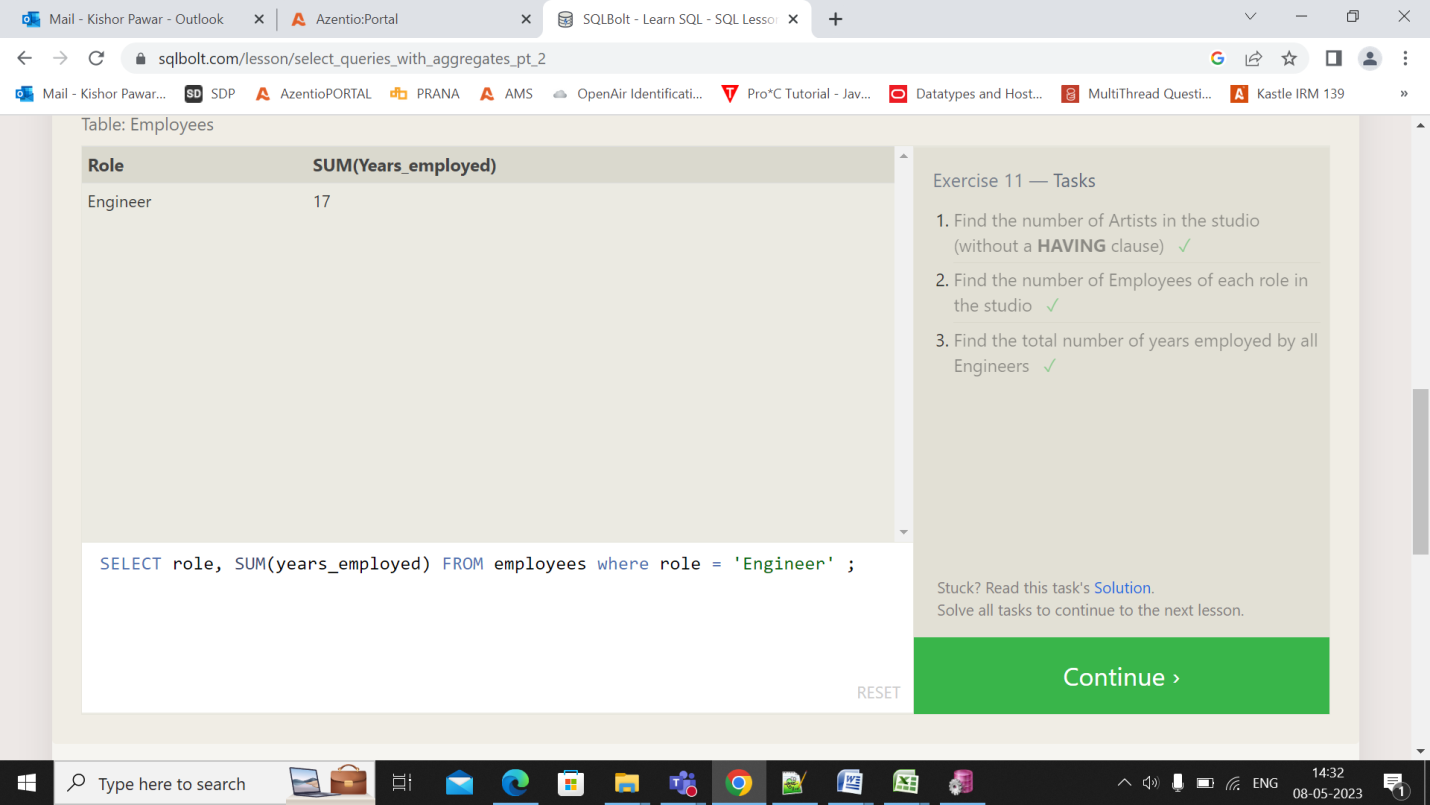 Mail - Kishor Pawar - Outlook
Azentio:Portal
SQLBolt - Learn SQL - SQL Lesson
sqlbolt.com/lesson/select_queries_with_aggregates_pt_2
Mail - Kishor Pawar... SDP AzentioPORTAL PRANA AMS OpenAir Identificati... Pro*C Tutorial - Jav... Datatypes and Host... MultiThread Questi... Kastle IRM 139 »
Table: Employees
Role SUM(Years_employed)
Engineer 17
SELECT role, SUM(years_employed) FROM employees where role = 'Engineer' ;
RESET
Exercise 11 — Tasks
1. Find the number of Artists in the studio
(without a HAVING clause) ✓
2. Find the number of Employees of each role in
the studio ✓
3. Find the total number of years employed by all
Engineers ✓
Stuck? Read this task's Solution.
Solve all tasks to continue to the next lesson.
Continue ›
Type here to search
ENG
14:32
08-05-2023
1